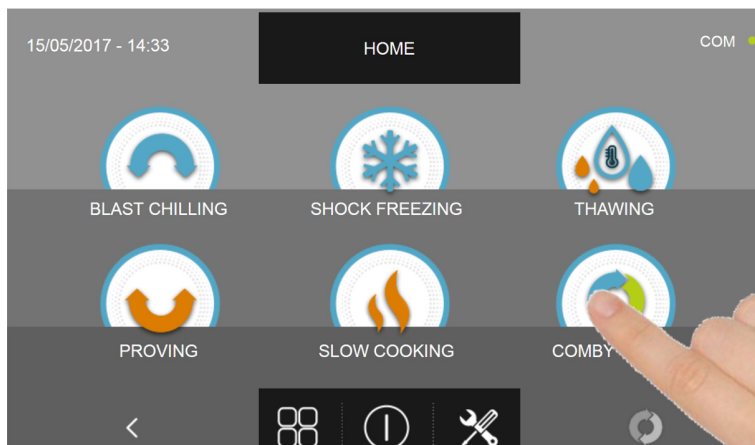 15/05/2017 - 14:33
HOME
COM
BLAST CHILLING
SHOCK FREEZING
THAWING
PROVING
SLOW COOKING
COMBY